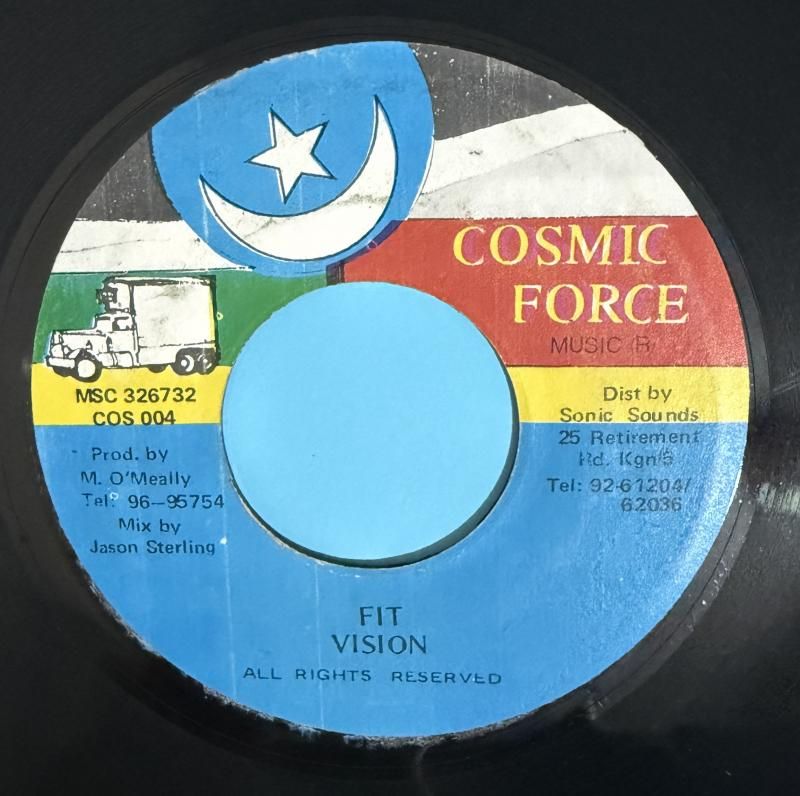 COSMIC
FORCE
MUSIC (R)
MSC 326732
COS 004
Prod. by
M. O'Meally
Tel: 96-95754
Mix by
Jason Sterling
Dist by
Sonic Sounds
25 Retirement
Rd. Kgn 5
Tel: 92-61204/
62036
FIT
VISION
ALL RIGHTS RESERVED